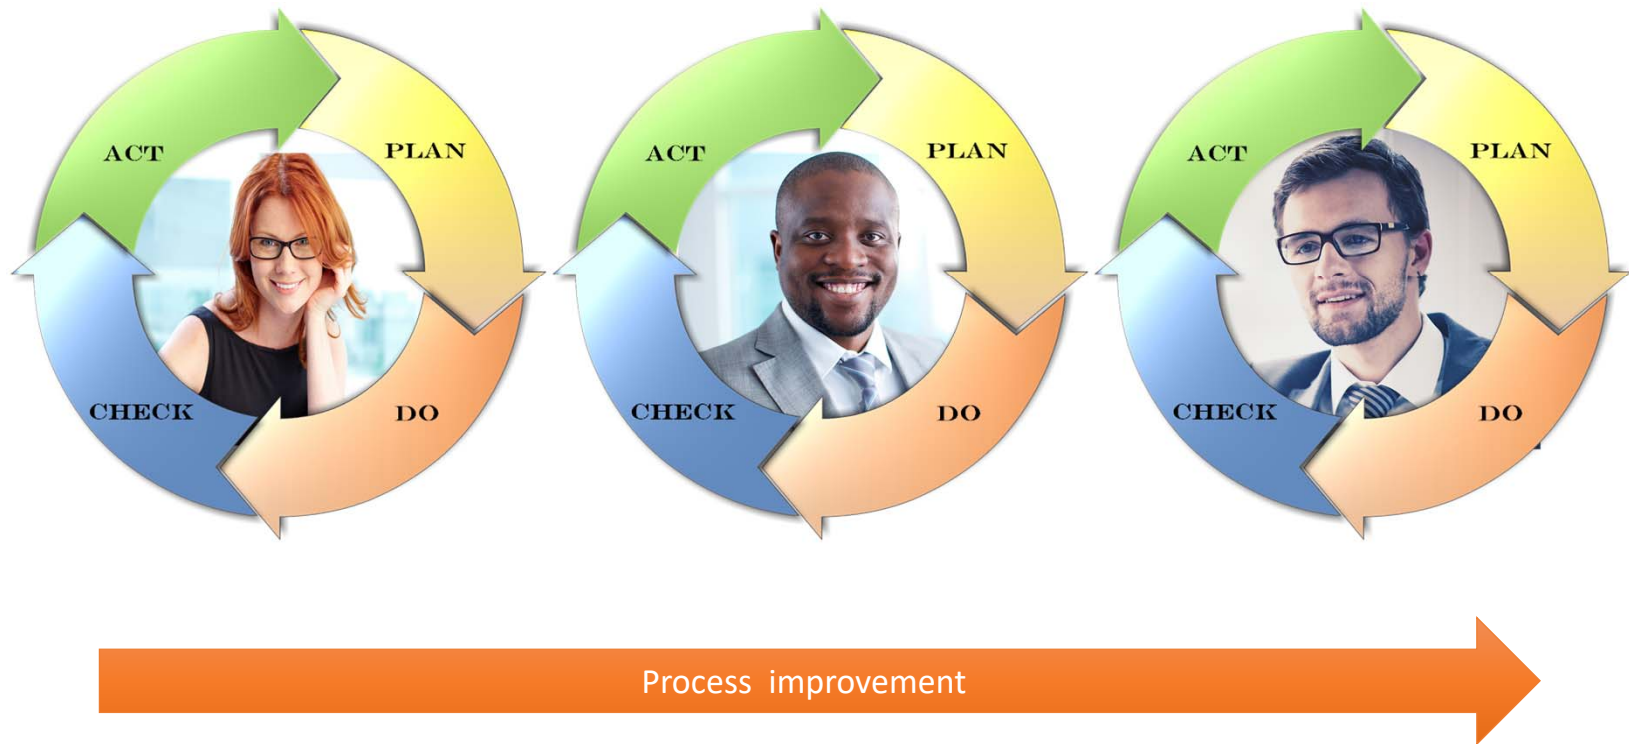 ACT
PLAN
CHECK
DO
ACT
PLAN
CHECK
DO
ACT
PLAN
CHECK
DO
Process improvement